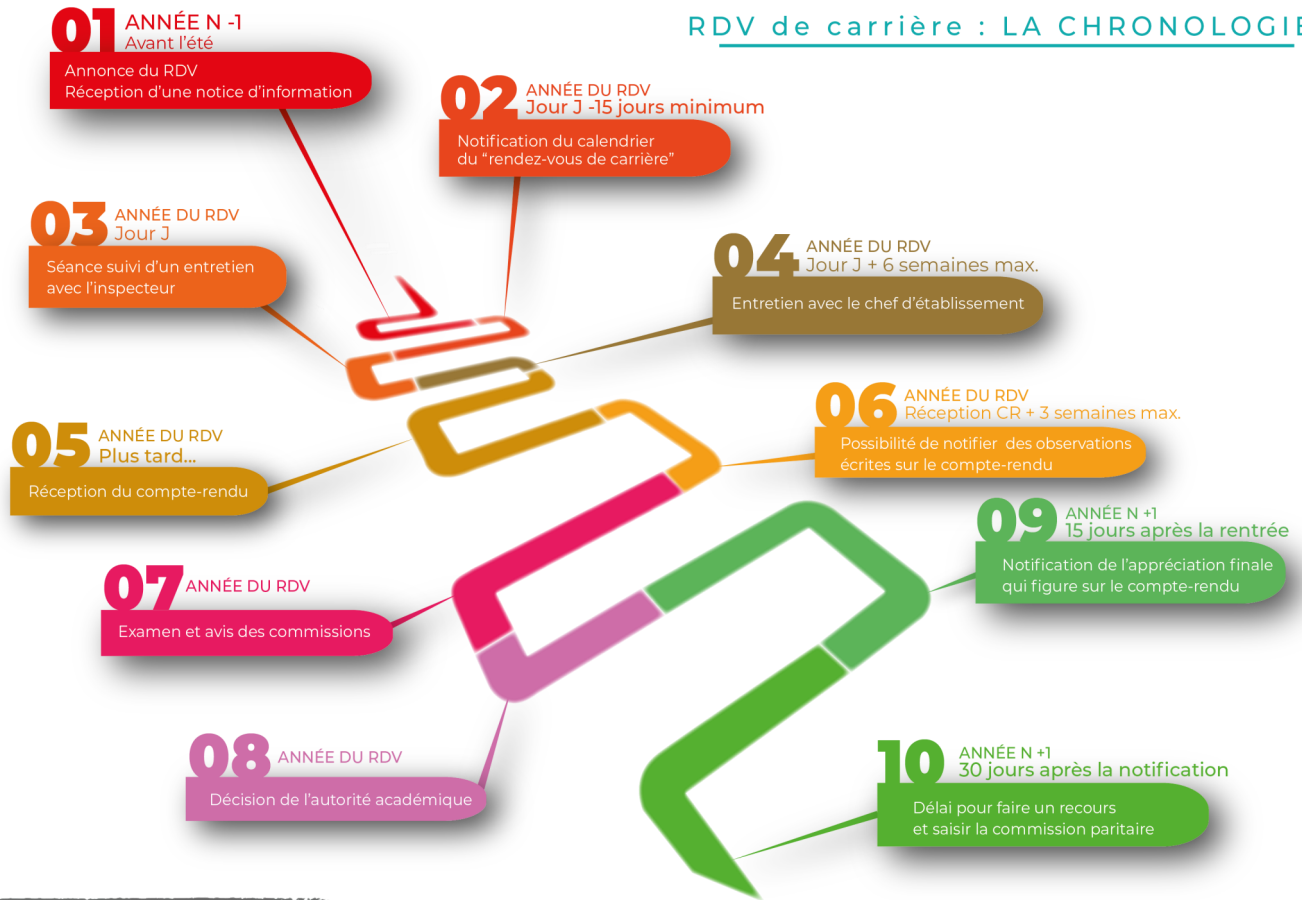 RDV de carrière : LA CHRONOLOGIE
01 ANNÉE N -1
Avant l'été
Annonce du RDV
Réception d'une notice d'information
02 ANNÉE DU RDV
Jour J -15 jours minimum
Notification du calendrier
du "rendez-vous de carrière"
03 ANNÉE DU RDV
Jour J
Séance suivi d'un entretien
avec l'inspecteur
04 ANNÉE DU RDV
Jour J + 6 semaines max.
Entretien avec le chef d'établissement
05 ANNÉE DU RDV
Plus tard...
Réception du compte-rendu
06 ANNÉE DU RDV
Réception CR + 3 semaines max.
Possibilité de notifier des observations
écrites sur le compte-rendu
07 ANNÉE DU RDV
Examen et avis des commissions
08 ANNÉE DU RDV
Décision de l'autorité académique
09 ANNÉE N +1
15 jours après la rentrée
Notification de l'appréciation finale
qui figure sur le compte-rendu
10 ANNÉE N +1
30 jours après la notification
Délai pour faire un recours
et saisir la commission paritaire